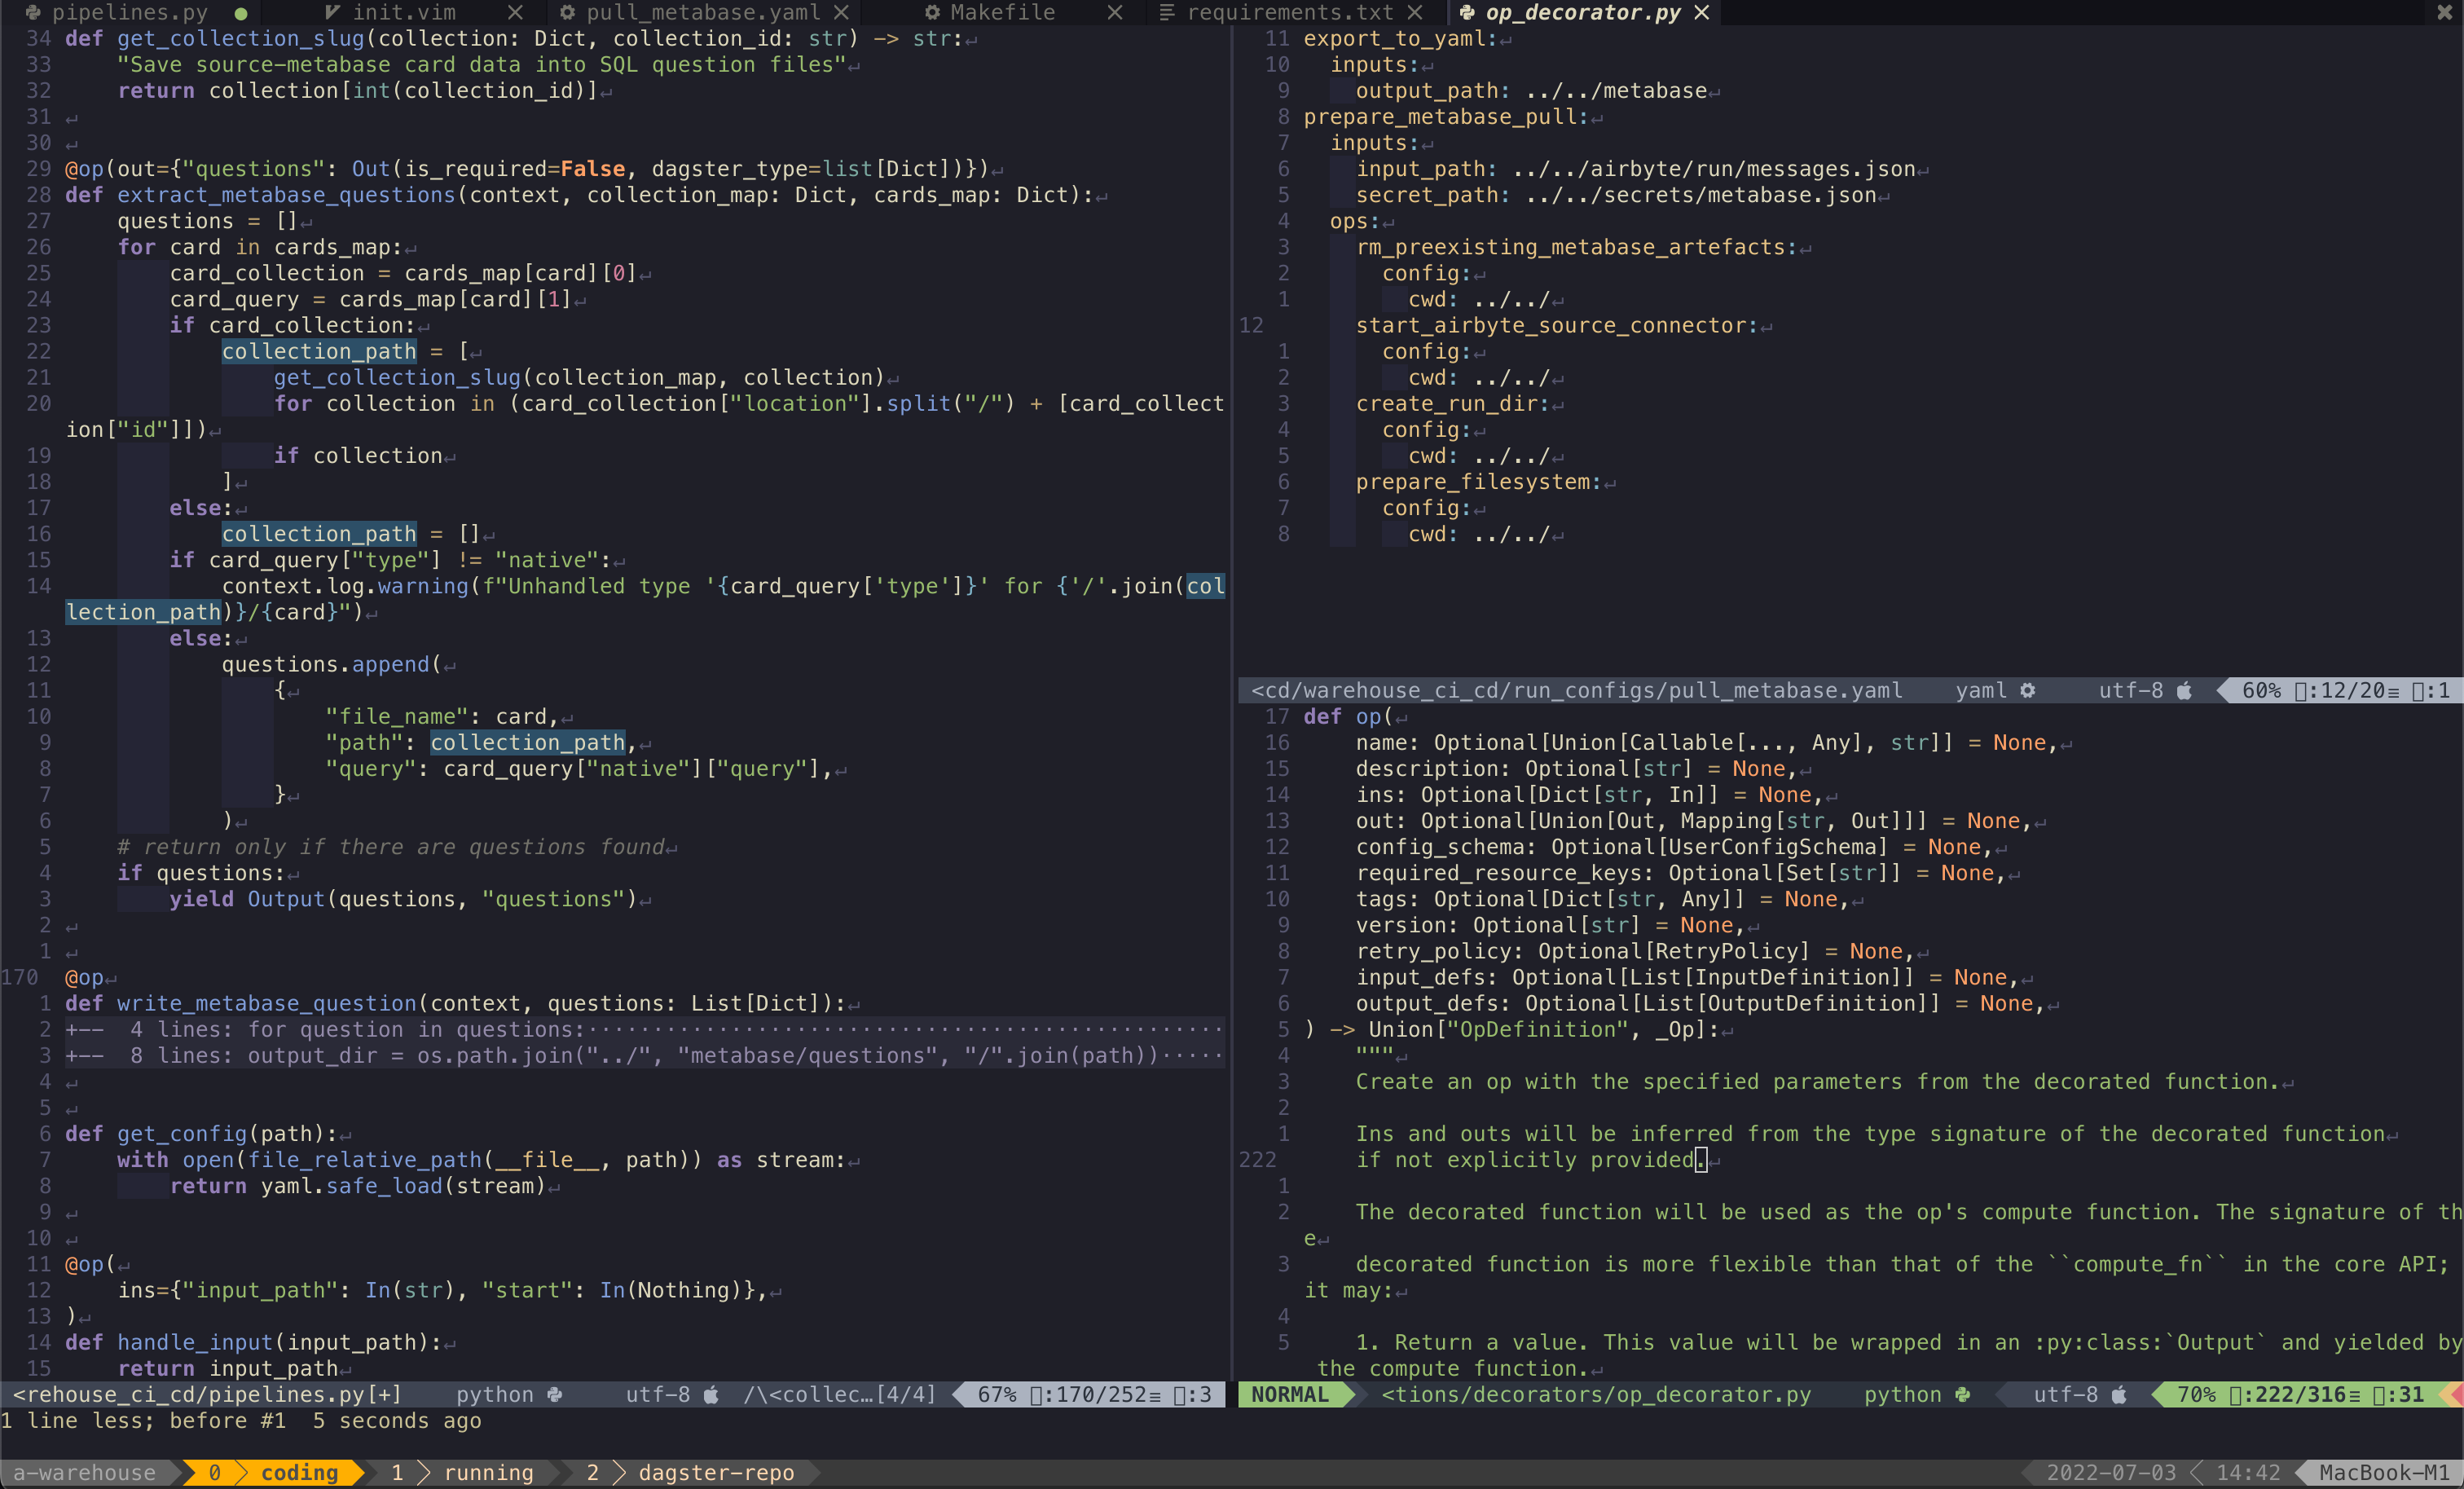 pipelines.py ● init.vim × pull_metabase.yaml × Makefile × requirements.txt × op_decorator.py × ×
34 def get_collection_slug(collection: Dict, collection_id: str) -> str:↵
33     "Save source-metabase card data into SQL question files"↵
32     return collection[int(collection_id)]↵
31 ↵
30 ↵
29 @op(out={"questions": Out(is_required=False, dagster_type=list[Dict])})↵
28 def extract_metabase_questions(context, collection_map: Dict, cards_map: Dict):↵
27     questions = []↵
26     for card in cards_map:↵
25         card_collection = cards_map[card][0]↵
24         card_query = cards_map[card][1]↵
23         if card_collection:↵
22             collection_path = [↵
21                 get_collection_slug(collection_map, collection)↵
20                 for collection in (card_collection["location"].split("/") + [card_collect
ion["id"]])↵
19                 if collection↵
18             ]↵
17         else:↵
16             collection_path = []↵
15         if card_query["type"] != "native":↵
14             context.log.warning(f"Unhandled type '{card_query['type']}' for {'/'.join(col
lection_path)}/{card}")↵
13         else:↵
12             questions.append(↵
11                 {↵
10                     "file_name": card,↵
9                     "path": collection_path,↵
8                     "query": card_query["native"]["query"],↵
7                 }↵
6             )↵
5     # return only if there are questions found↵
4     if questions:↵
3         yield Output(questions, "questions")↵
2 ↵
1 ↵
170 @op↵
1 def write_metabase_question(context, questions: List[Dict]):↵
2 +--  4 lines: for question in questions:·················································
3 +--  8 lines: output_dir = os.path.join("../", "metabase/questions", "/".join(path))·····
4 ↵
5 ↵
6 def get_config(path):↵
7     with open(file_relative_path(__file__, path)) as stream:↵
8         return yaml.safe_load(stream)↵
9 ↵
10 ↵
11 @op(↵
12     ins={"input_path": In(str), "start": In(Nothing)},↵
13 )↵
14 def handle_input(input_path):↵
15     return input_path↵
<rehouse_ci_cd/pipelines.py[+] python utf-8 /\<collec…[4/4] 67% :170/252≡ :3
11 export_to_yaml:↵
10   inputs:↵
9     output_path: ../../metabase↵
8 prepare_metabase_pull:↵
7   inputs:↵
6     input_path: ../../airbyte/run/messages.json↵
5     secret_path: ../../secrets/metabase.json↵
4   ops:↵
3     rm_preexisting_metabase_artefacts:↵
2       config:↵
1         cwd: ../../↵
12     start_airbyte_source_connector:↵
1       config:↵
2         cwd: ../../↵
3     create_run_dir:↵
4       config:↵
5         cwd: ../../↵
6     prepare_filesystem:↵
7       config:↵
8         cwd: ../../↵
<cd/warehouse_ci_cd/run_configs/pull_metabase.yaml yaml utf-8 60% :12/20≡ :1
17 def op(↵
16     name: Optional[Union[Callable[..., Any], str]] = None,↵
15     description: Optional[str] = None,↵
14     ins: Optional[Dict[str, In]] = None,↵
13     out: Optional[Union[Out, Mapping[str, Out]]] = None,↵
12     config_schema: Optional[UserConfigSchema] = None,↵
11     required_resource_keys: Optional[Set[str]] = None,↵
10     tags: Optional[Dict[str, Any]] = None,↵
9     version: Optional[str] = None,↵
8     retry_policy: Optional[RetryPolicy] = None,↵
7     input_defs: Optional[List[InputDefinition]] = None,↵
6     output_defs: Optional[List[OutputDefinition]] = None,↵
5 ) -> Union["OpDefinition", _Op]:↵
4     """↵
3     Create an op with the specified parameters from the decorated function.↵
2
1     Ins and outs will be inferred from the type signature of the decorated function↵
222     if not explicitly provided.↵
1
2     The decorated function will be used as the op's compute function. The signature of th
e↵
3     decorated function is more flexible than that of the ``compute_fn`` in the core API;
it may:↵
4
5     1. Return a value. This value will be wrapped in an :py:class:`Output` and yielded by
the compute function.↵
NORMAL <tions/decorators/op_decorator.py python utf-8 70% :222/316≡ :31
1 line less; before #1  5 seconds ago
a-warehouse 0 coding 1 running 2 dagster-repo 2022-07-03 14:42 MacBook-M1